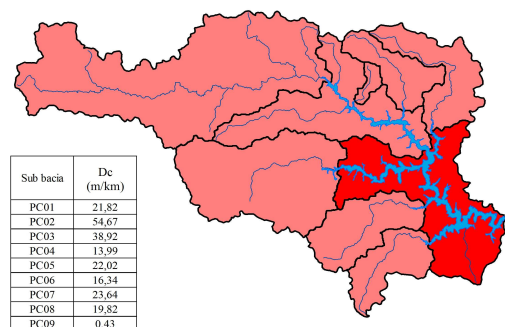 Sub bacia Dc (m/km)
PC01 21,82
PC02 54,67
PC03 38,92
PC04 13,99
PC05 22,02
PC06 16,34
PC07 23,64
PC08 19,82
PC09 0,43